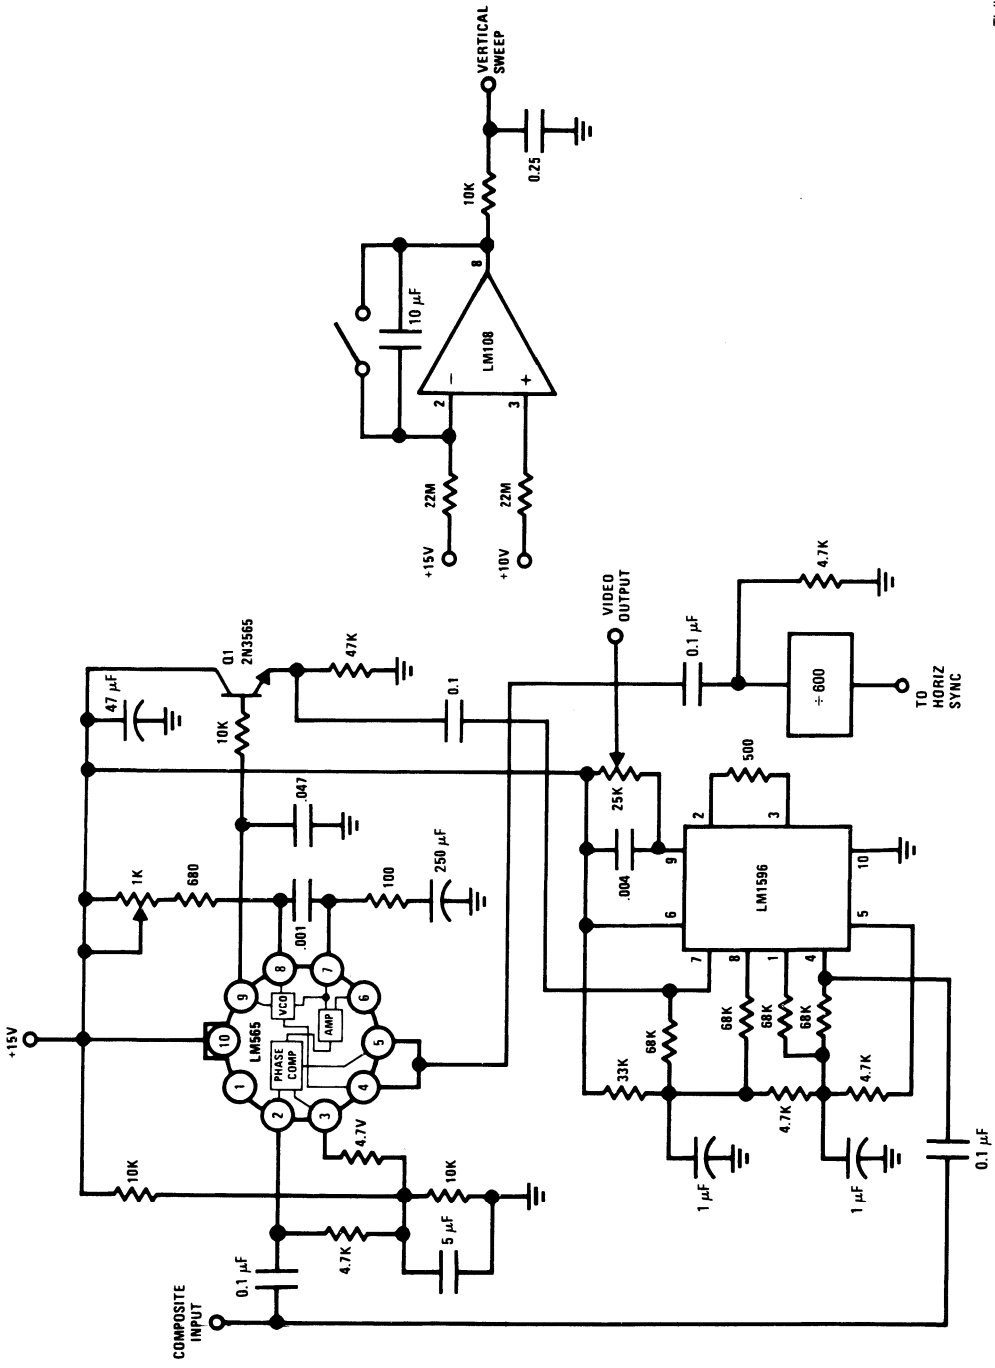 COMPOSITE
INPUT
0.1 µF
4.7K
5 µF
10K
10K
4.7V
+15V
1
2
3
4
5
6
7
8
9
10
LM565
PHASE
COMP
AMP
VCO
1K
680
.001
100
250 µF
.047
10K
47 µF
Q1
2N3565
47K
0.1
33K
68K
68K
68K
68K
4.7K
4.7K
1 µF
1 µF
0.1 µF
7
8
1
4
6
5
LM1596
9
10
2
3
.004
25K
500
VIDEO
OUTPUT
0.1 µF
÷ 600
4.7K
TO
HORIZ
SYNC
+15V
+10V
22M
22M
2
3
−
+
LM108
8
10 µF
10K
0.25
VERTICAL
SWEEP